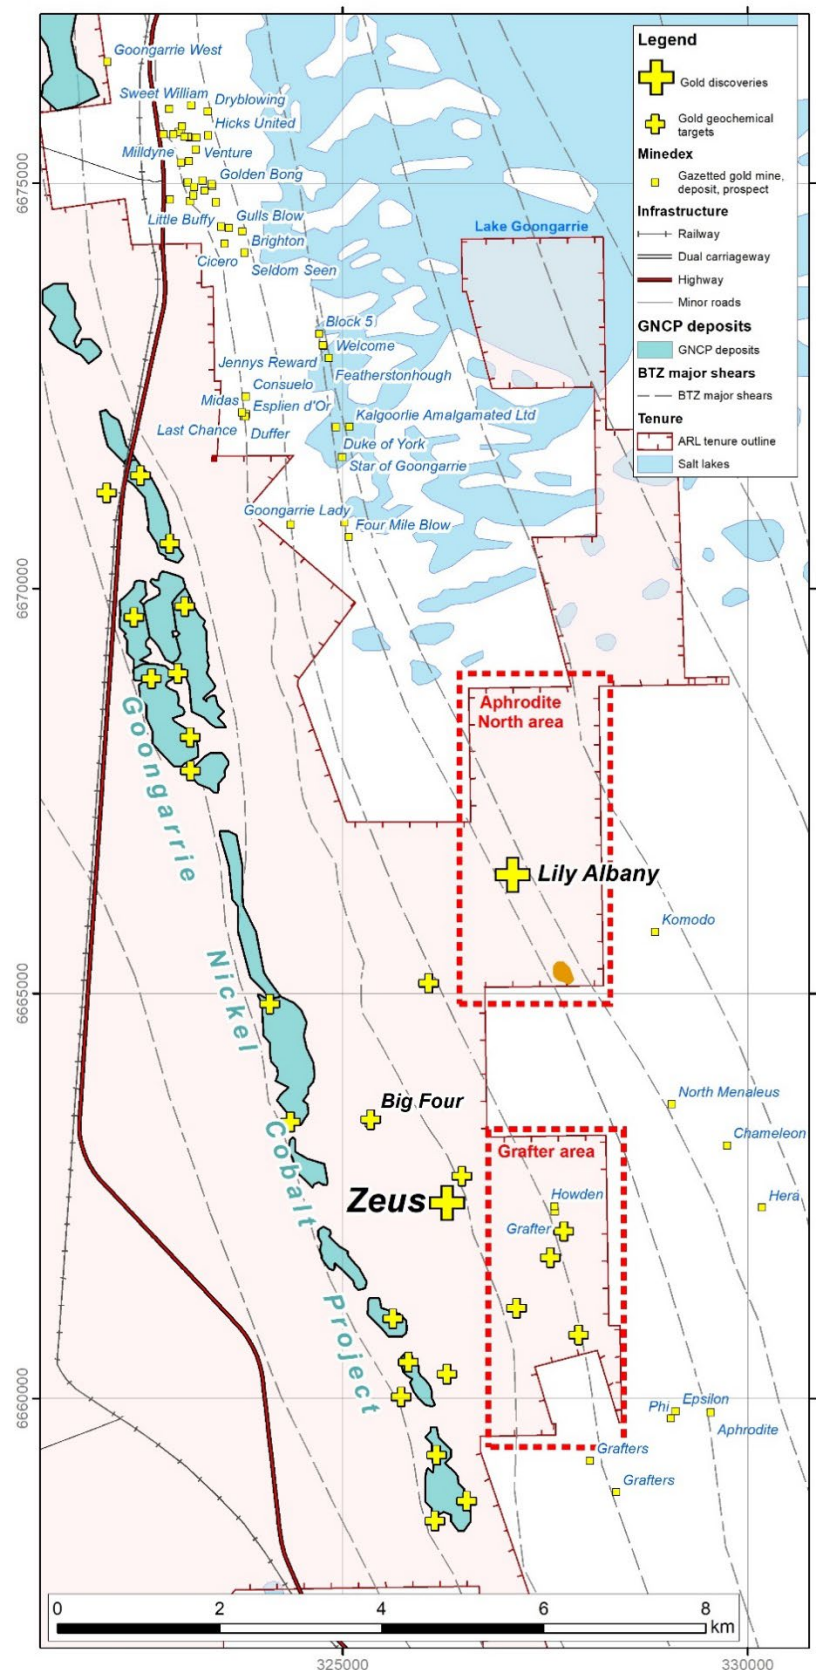 Goongarrie West
Sweet William
Dryblowing
Hicks United
Milldyne
Venture
Golden Bong
Little Buffy
Gulls Blow
Brighton
Cicero
Seldom Seen
Lake Goongarrie
Block 5
Welcome
Jennys Reward
Featherstonhough
Consuelo
Midas
Esplien d'Or
Kalgoorlie Amalgamated Ltd
Last Chance
Duffer
Duke of York
Star of Goongarrie
Goongarrie Lady
Four Mile Blow
Legend
Gold discoveries
Gold geochemical
targets
Minedex
Gazetted gold mine,
deposit, prospect
Infrastructure
Railway
Dual carriageway
Highway
Minor roads
GNCP deposits
GNCP deposits
BTZ major shears
BTZ major shears
Tenure
ARL tenure outline
Salt lakes
6675000
6670000
6665000
6660000
Aphrodite
North area
Lily Albany
Komodo
Goongarrie
Nickel
Cobalt
Project
Big Four
Zeus
North Menaleus
Chameleon
Hera
Grafter area
Howden
Grafter
Phi
Epsilon
Aphrodite
Grafters
Grafters
0 2 4 6 8
km
325000
330000